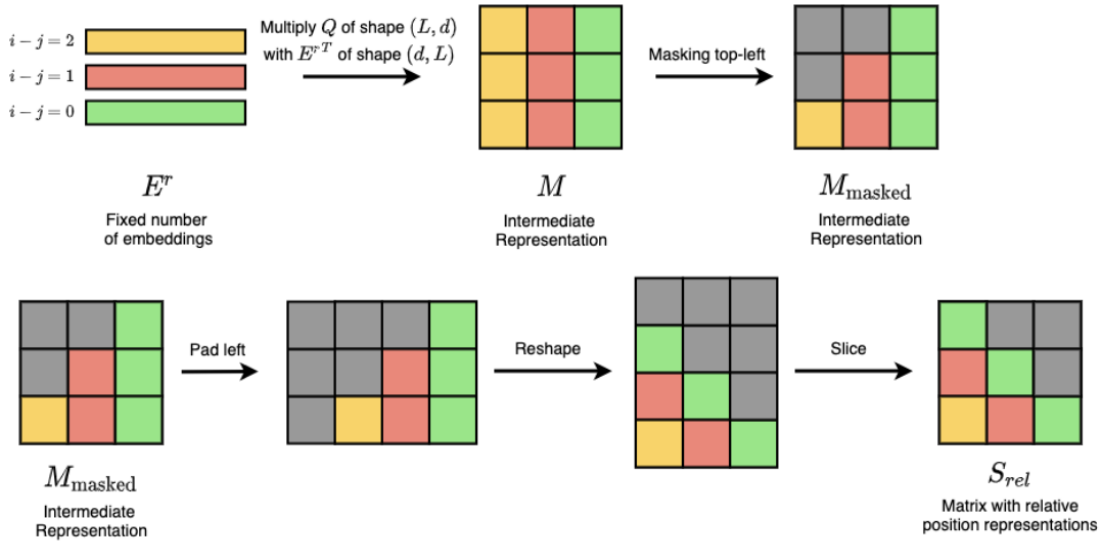 i − j = 2
i − j = 1
i − j = 0
E^r
Fixed number
of embeddings
Multiply Q of shape (L, d)
with E^{rT} of shape (d, L)
M
Intermediate
Representation
Masking top-left
M_masked
Intermediate
Representation
M_masked
Intermediate
Representation
Pad left
Reshape
Slice
S_rel
Matrix with relative
position representations